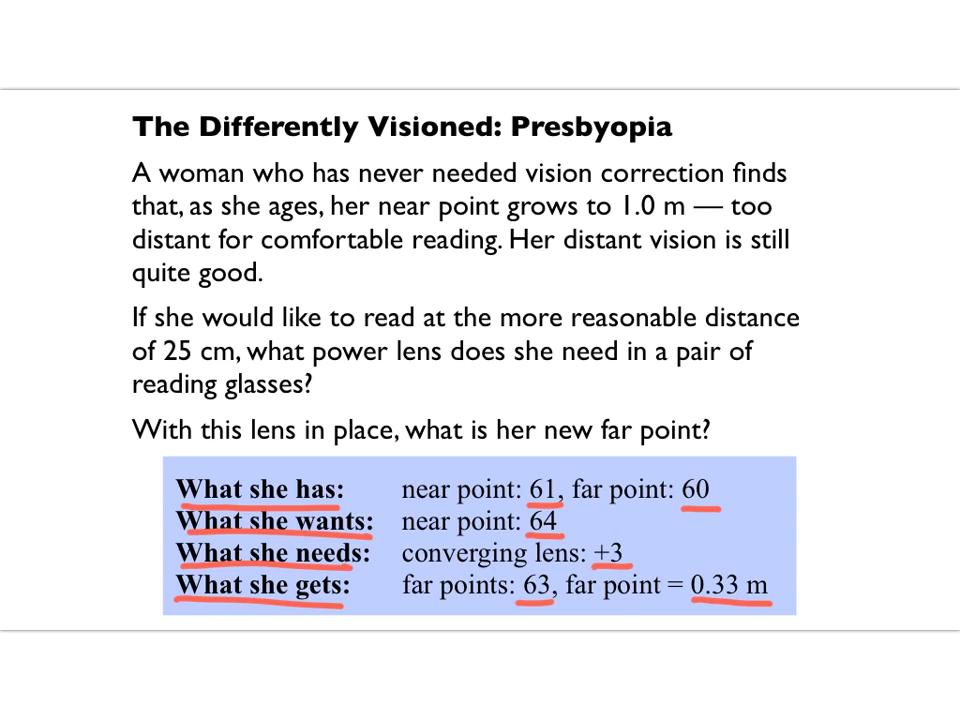 The Differently Visioned: Presbyopia
A woman who has never needed vision correction finds
that, as she ages, her near point grows to 1.0 m — too
distant for comfortable reading. Her distant vision is still
quite good.
If she would like to read at the more reasonable distance
of 25 cm, what power lens does she need in a pair of
reading glasses?
With this lens in place, what is her new far point?
What she has: near point: 61, far point: 60
What she wants: near point: 64
What she needs: converging lens: +3
What she gets: far points: 63, far point = 0.33 m